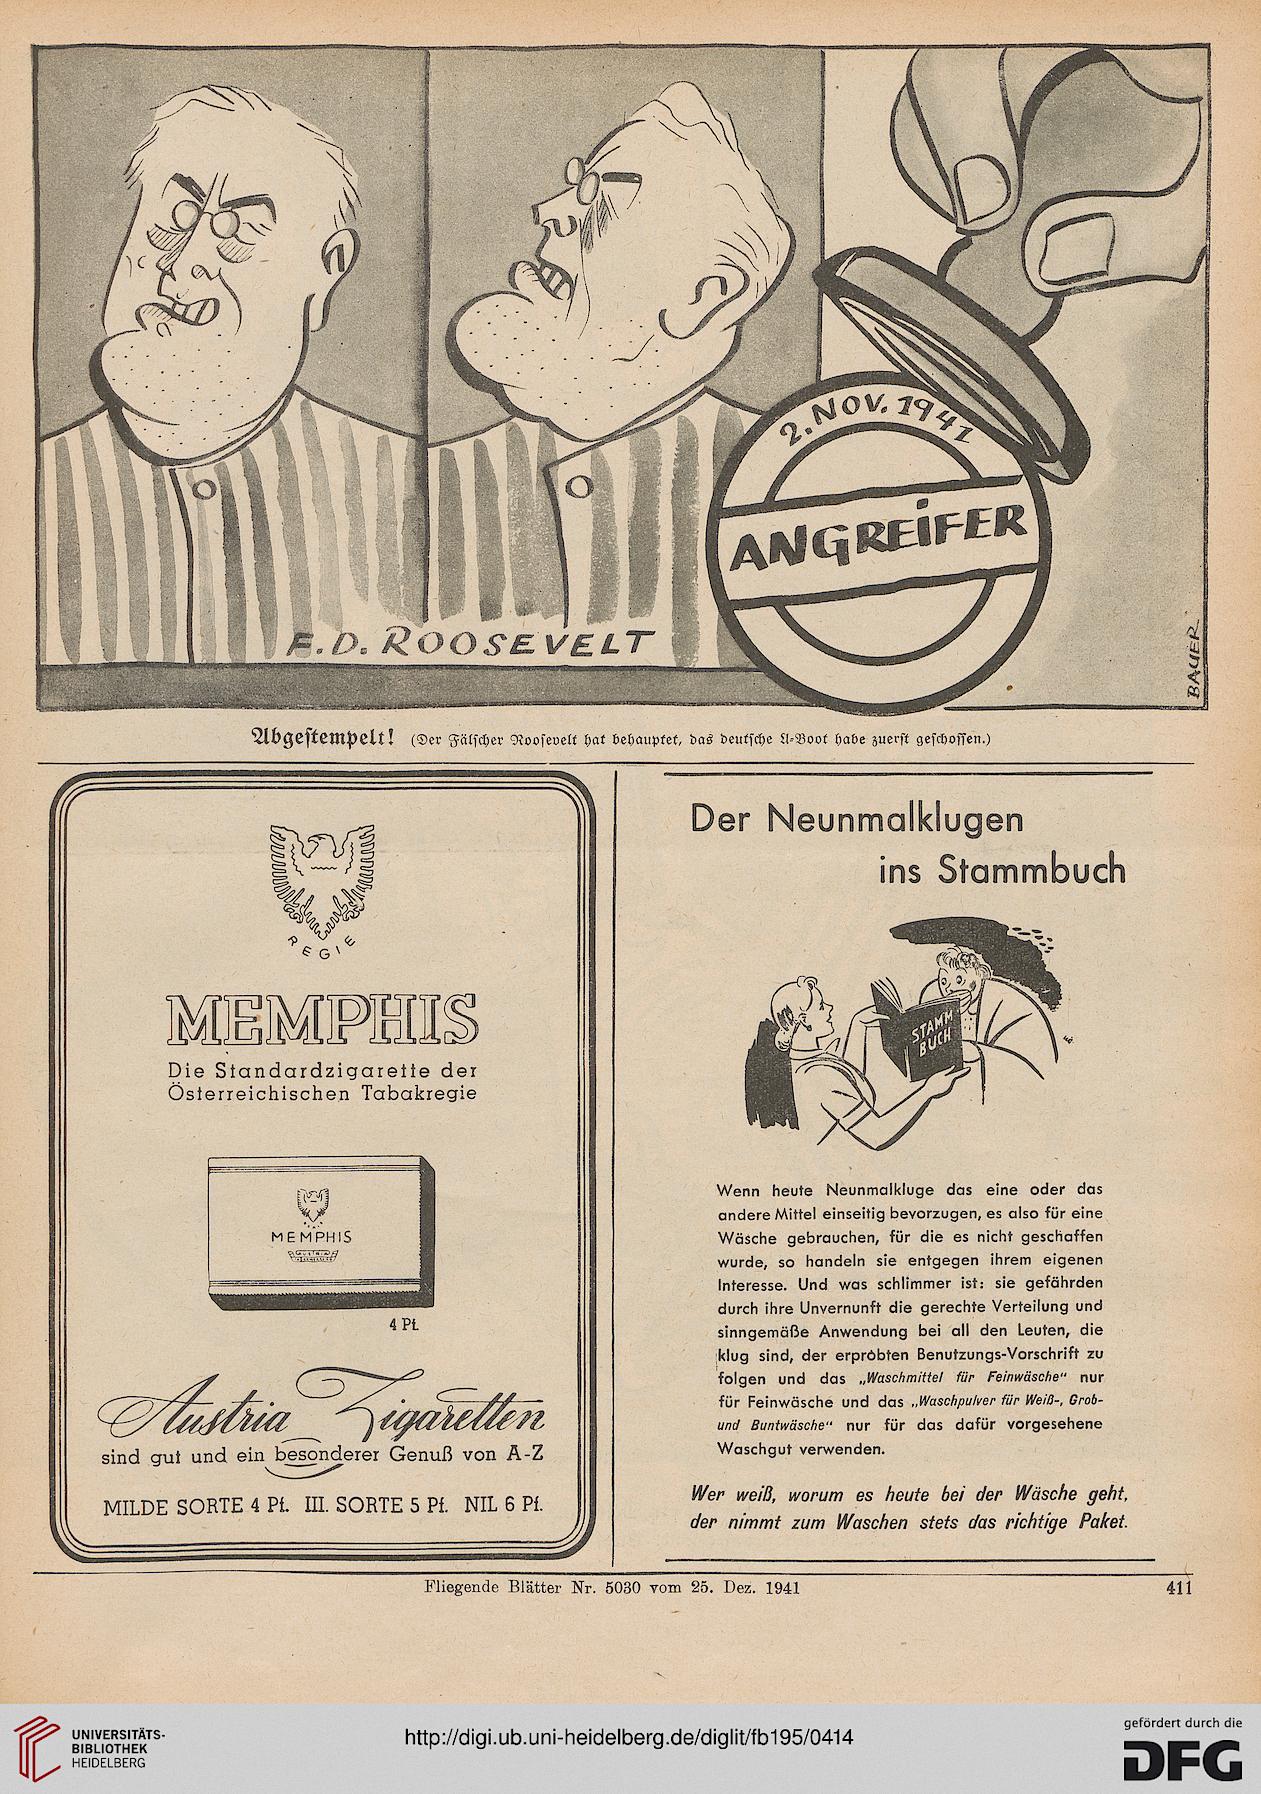 2. NOV. 1941
ANGREIFER
F.D. ROOSEVELT
BAUER
Abgestempelt! (Der Fälscher Roosevelt hat behauptet, das deutsche U-Boot habe zuerst geschossen.)
REGIE
MEMPHIS
Die Standardzigarette der
Österreichischen Tabakregie
MEMPHIS
AUSTRIA
4 Pf.
Austria Zigaretten
sind gut und ein besonderer Genuß von A-Z
MILDE SORTE 4 Pf. III. SORTE 5 Pf. NIL 6 Pf.
Der Neunmalklugen
ins Stammbuch
STAMM
BUCH
Wenn heute Neunmalkluge das eine oder das
andere Mittel einseitig bevorzugen, es also für eine
Wäsche gebrauchen, für die es nicht geschaffen
wurde, so handeln sie entgegen ihrem eigenen
Interesse. Und was schlimmer ist: sie gefährden
durch ihre Unvernunft die gerechte Verteilung und
sinngemäße Anwendung bei all den Leuten, die
klug sind, der erprobten Benutzungs-Vorschrift zu
folgen und das „Waschmittel für Feinwäsche" nur
für Feinwäsche und das „Waschpulver für Weiß-, Grob-
und Buntwäsche" nur für das dafür vorgesehene
Waschgut verwenden.
Wer weiß, worum es heute bei der Wäsche geht,
der nimmt zum Waschen stets das richtige Paket.
Fliegende Blätter Nr. 5030 vom 25. Dez. 1941
411
UNIVERSITÄTS-
BIBLIOTHEK
HEIDELBERG
http://digi.ub.uni-heidelberg.de/diglit/fb195/0414
gefördert durch die
DFG